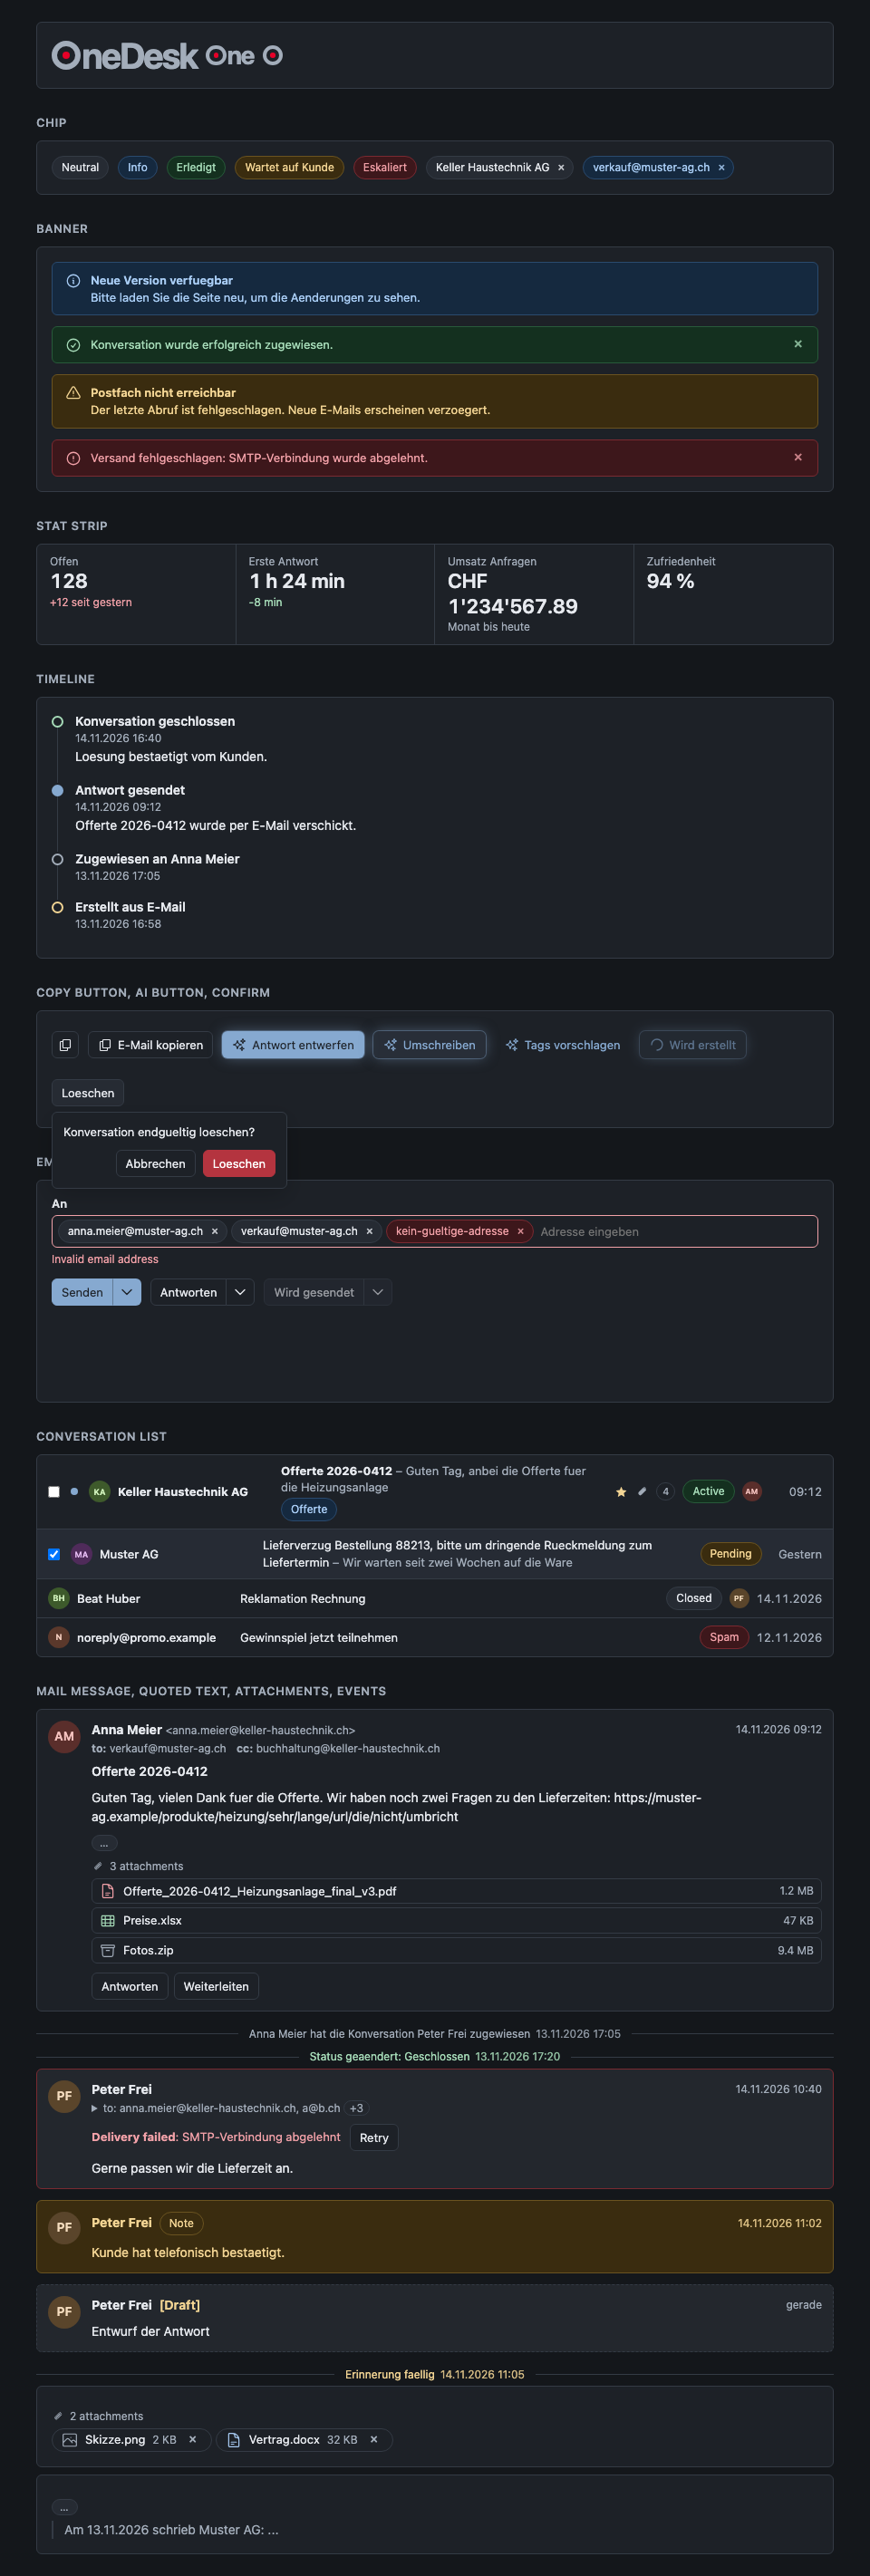 OneDesk One O
CHIP
Neutral Info Erledigt Wartet auf Kunde Eskaliert Keller Haustechnik AG × verkauf@muster-ag.ch ×
BANNER
Neue Version verfuegbar
Bitte laden Sie die Seite neu, um die Aenderungen zu sehen.
Konversation wurde erfolgreich zugewiesen. ×
Postfach nicht erreichbar
Der letzte Abruf ist fehlgeschlagen. Neue E-Mails erscheinen verzoegert.
Versand fehlgeschlagen: SMTP-Verbindung wurde abgelehnt. ×
STAT STRIP
Offen
128
+12 seit gestern
Erste Antwort
1 h 24 min
-8 min
Umsatz Anfragen
CHF
1'234'567.89
Monat bis heute
Zufriedenheit
94 %
TIMELINE
Konversation geschlossen
14.11.2026 16:40
Loesung bestaetigt vom Kunden.
Antwort gesendet
14.11.2026 09:12
Offerte 2026-0412 wurde per E-Mail verschickt.
Zugewiesen an Anna Meier
13.11.2026 17:05
Erstellt aus E-Mail
13.11.2026 16:58
COPY BUTTON, AI BUTTON, CONFIRM
E-Mail kopieren Antwort entwerfen Umschreiben Tags vorschlagen Wird erstellt
Loeschen
Konversation endgueltig loeschen?
Abbrechen Loeschen
EM
An
anna.meier@muster-ag.ch × verkauf@muster-ag.ch × kein-gueltige-adresse × Adresse eingeben
Invalid email address
Senden Antworten Wird gesendet
CONVERSATION LIST
KA Keller Haustechnik AG Offerte 2026-0412 – Guten Tag, anbei die Offerte fuer
die Heizungsanlage
Offerte
4 Active AM 09:12
MA Muster AG Lieferverzug Bestellung 88213, bitte um dringende Rueckmeldung zum
Liefertermin – Wir warten seit zwei Wochen auf die Ware
Pending Gestern
BH Beat Huber Reklamation Rechnung Closed PF 14.11.2026
N noreply@promo.example Gewinnspiel jetzt teilnehmen Spam 12.11.2026
MAIL MESSAGE, QUOTED TEXT, ATTACHMENTS, EVENTS
AM Anna Meier <anna.meier@keller-haustechnik.ch> 14.11.2026 09:12
to: verkauf@muster-ag.ch cc: buchhaltung@keller-haustechnik.ch
Offerte 2026-0412
Guten Tag, vielen Dank fuer die Offerte. Wir haben noch zwei Fragen zu den Lieferzeiten: https://muster-
ag.example/produkte/heizung/sehr/lange/url/die/nicht/umbricht
...
3 attachments
Offerte_2026-0412_Heizungsanlage_final_v3.pdf 1.2 MB
Preise.xlsx 47 KB
Fotos.zip 9.4 MB
Antworten Weiterleiten
Anna Meier hat die Konversation Peter Frei zugewiesen 13.11.2026 17:05
Status geaendert: Geschlossen 13.11.2026 17:20
PF Peter Frei 14.11.2026 10:40
to: anna.meier@keller-haustechnik.ch, a@b.ch +3
Delivery failed: SMTP-Verbindung abgelehnt Retry
Gerne passen wir die Lieferzeit an.
PF Peter Frei Note 14.11.2026 11:02
Kunde hat telefonisch bestaetigt.
PF Peter Frei [Draft] gerade
Entwurf der Antwort
Erinnerung faellig 14.11.2026 11:05
2 attachments
Skizze.png 2 KB × Vertrag.docx 32 KB ×
...
Am 13.11.2026 schrieb Muster AG: ...